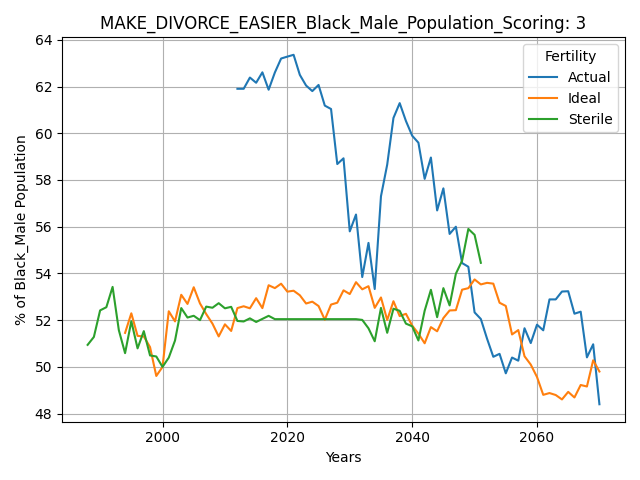 MAKE_DIVORCE_EASIER_Black_Male_Population_Scoring: 3
64
62
60
58
56
54
52
50
48
% of Black_Male Population
Fertility
Actual
Ideal
Sterile
2000
2020
2040
2060
Years